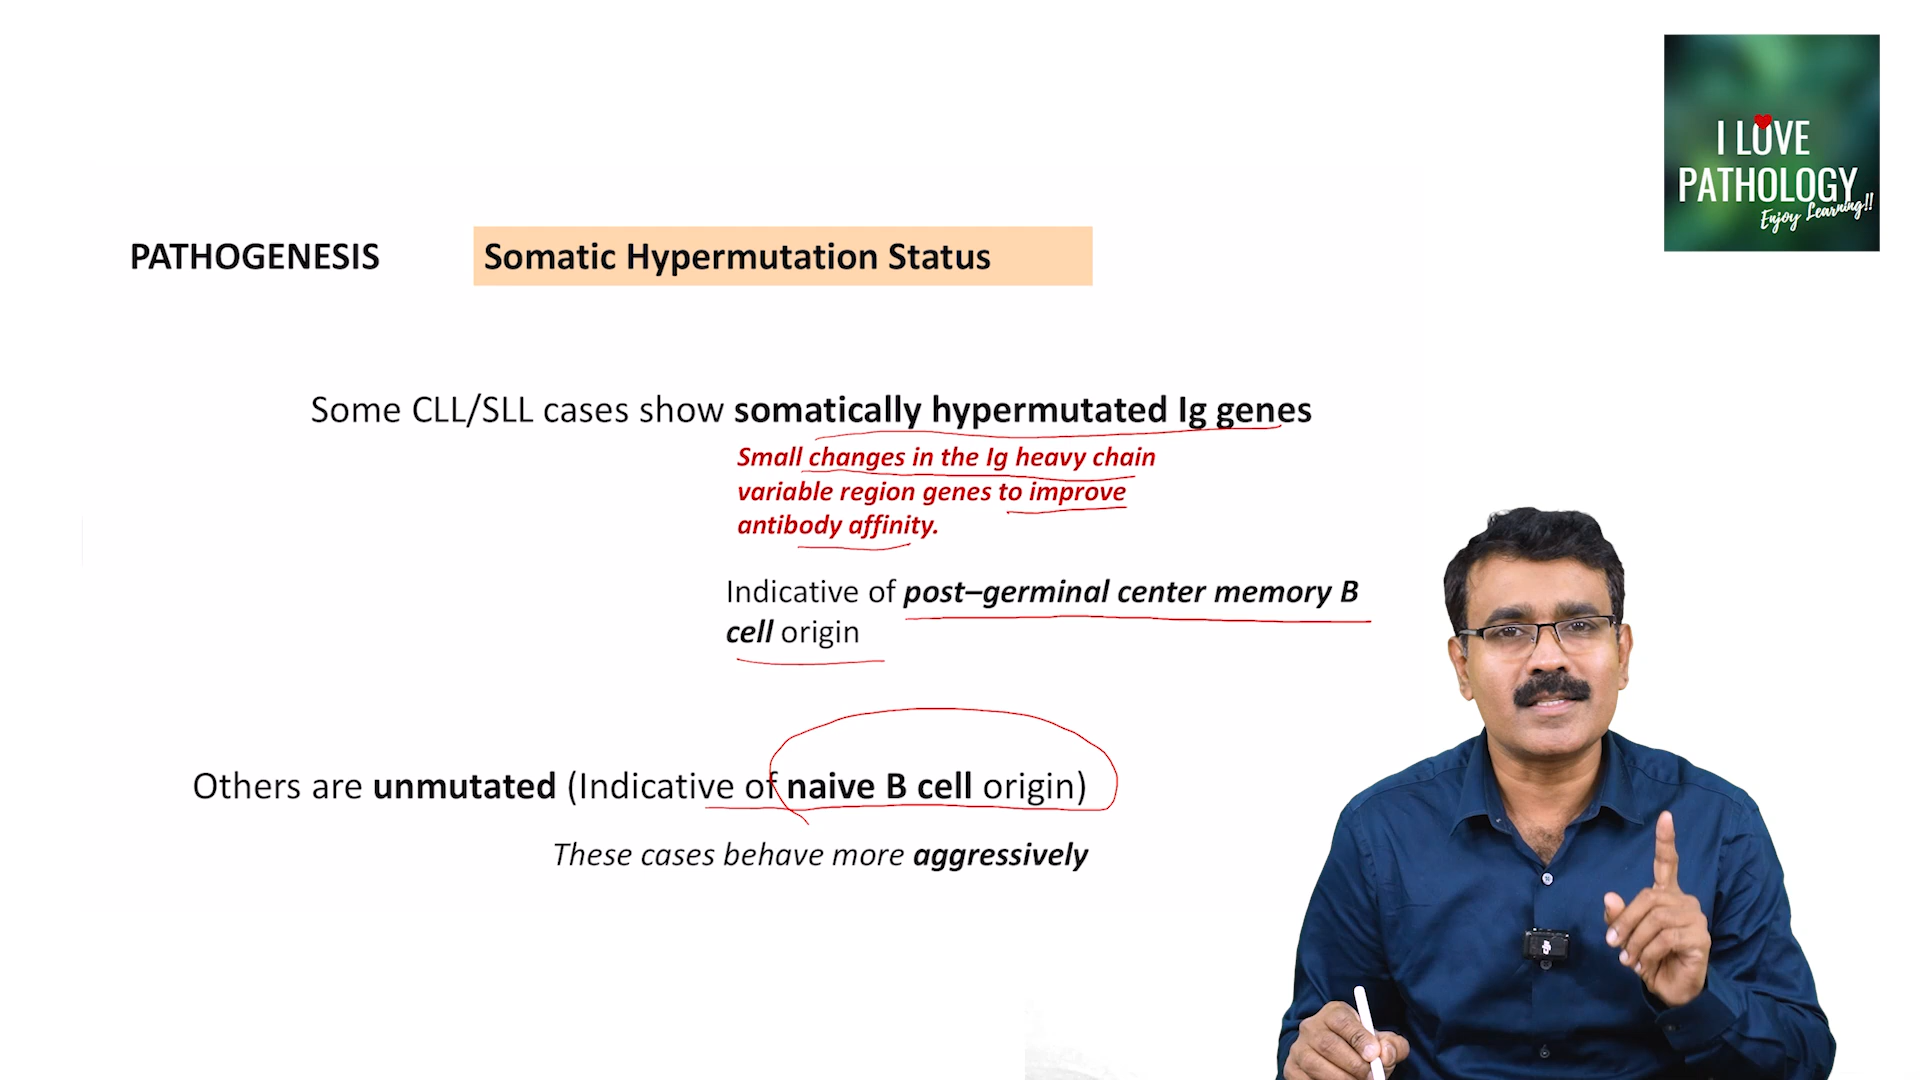 I LOVE
PATHOLOGY
Enjoy Learning!!
PATHOGENESIS
Somatic Hypermutation Status
Some CLL/SLL cases show somatically hypermutated Ig genes
Small changes in the Ig heavy chain
variable region genes to improve
antibody affinity.
Indicative of post–germinal center memory B
cell origin
Others are unmutated (Indicative of naive B cell origin)
These cases behave more aggressively